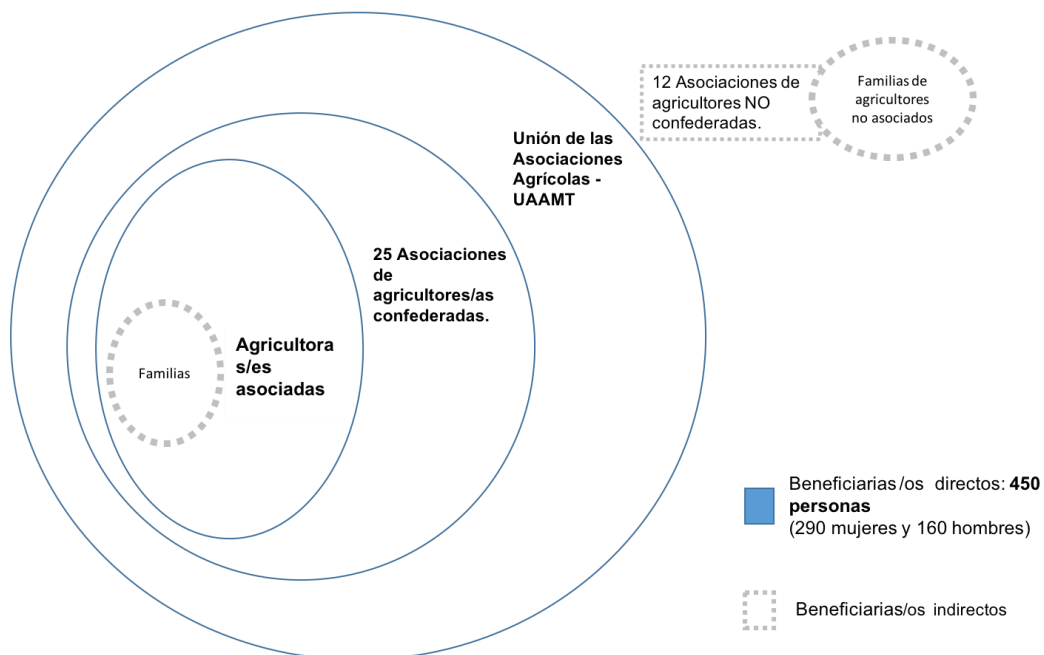 12 Asociaciones de
agricultores NO
confederadas.
Familias de
agricultores
no asociados
Unión de las
Asociaciones
Agrícolas -
UAAMT
25 Asociaciones
de
agricultores/as
confederadas.
Agricultora
s/es
asociadas
Familias
Beneficiarias/os directos: 450
personas
(290 mujeres y 160 hombres)
Beneficiarias/os indirectos